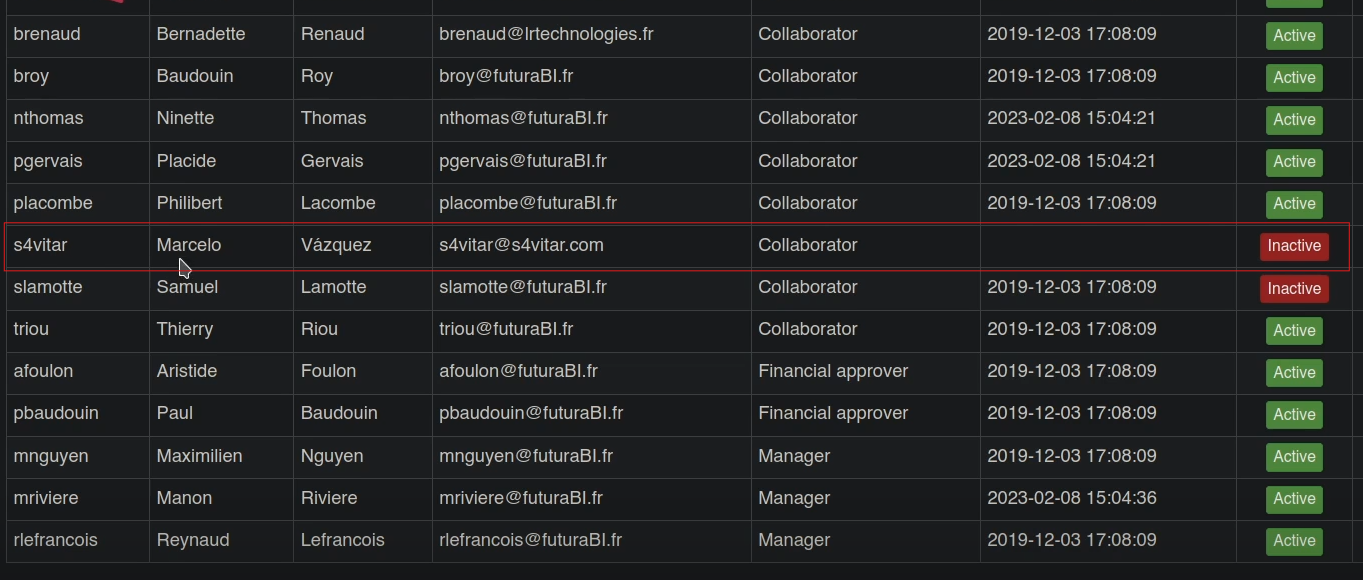 brenaud Bernadette Renaud brenaud@lrtechnologies.fr Collaborator 2019-12-03 17:08:09 Active
broy Baudouin Roy broy@futuraBI.fr Collaborator 2019-12-03 17:08:09 Active
nthomas Ninette Thomas nthomas@futuraBI.fr Collaborator 2023-02-08 15:04:21 Active
pgervais Placide Gervais pgervais@futuraBI.fr Collaborator 2023-02-08 15:04:21 Active
placombe Philibert Lacombe placombe@futuraBI.fr Collaborator 2019-12-03 17:08:09 Active
s4vitar Marcelo Vázquez s4vitar@s4vitar.com Collaborator Inactive
slamotte Samuel Lamotte slamotte@futuraBI.fr Collaborator 2019-12-03 17:08:09 Inactive
triou Thierry Riou triou@futuraBI.fr Collaborator 2019-12-03 17:08:09 Active
afoulon Aristide Foulon afoulon@futuraBI.fr Financial approver 2019-12-03 17:08:09 Active
pbaudouin Paul Baudouin pbaudouin@futuraBI.fr Financial approver 2019-12-03 17:08:09 Active
mnguyen Maximilien Nguyen mnguyen@futuraBI.fr Manager 2019-12-03 17:08:09 Active
mriviere Manon Riviere mriviere@futuraBI.fr Manager 2023-02-08 15:04:36 Active
rlefrancois Reynaud Lefrancois rlefrancois@futuraBI.fr Manager 2019-12-03 17:08:09 Active